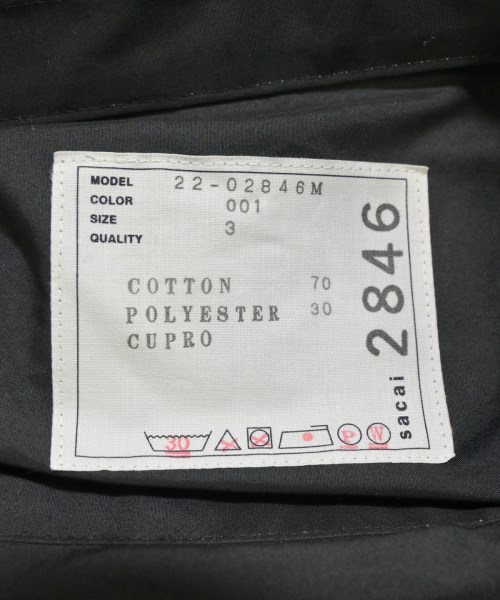 MODEL 22-02846M
COLOR 001
SIZE 3
QUALITY
COTTON 70
POLYESTER 30
CUPRO
30
P
W
sacai 2846